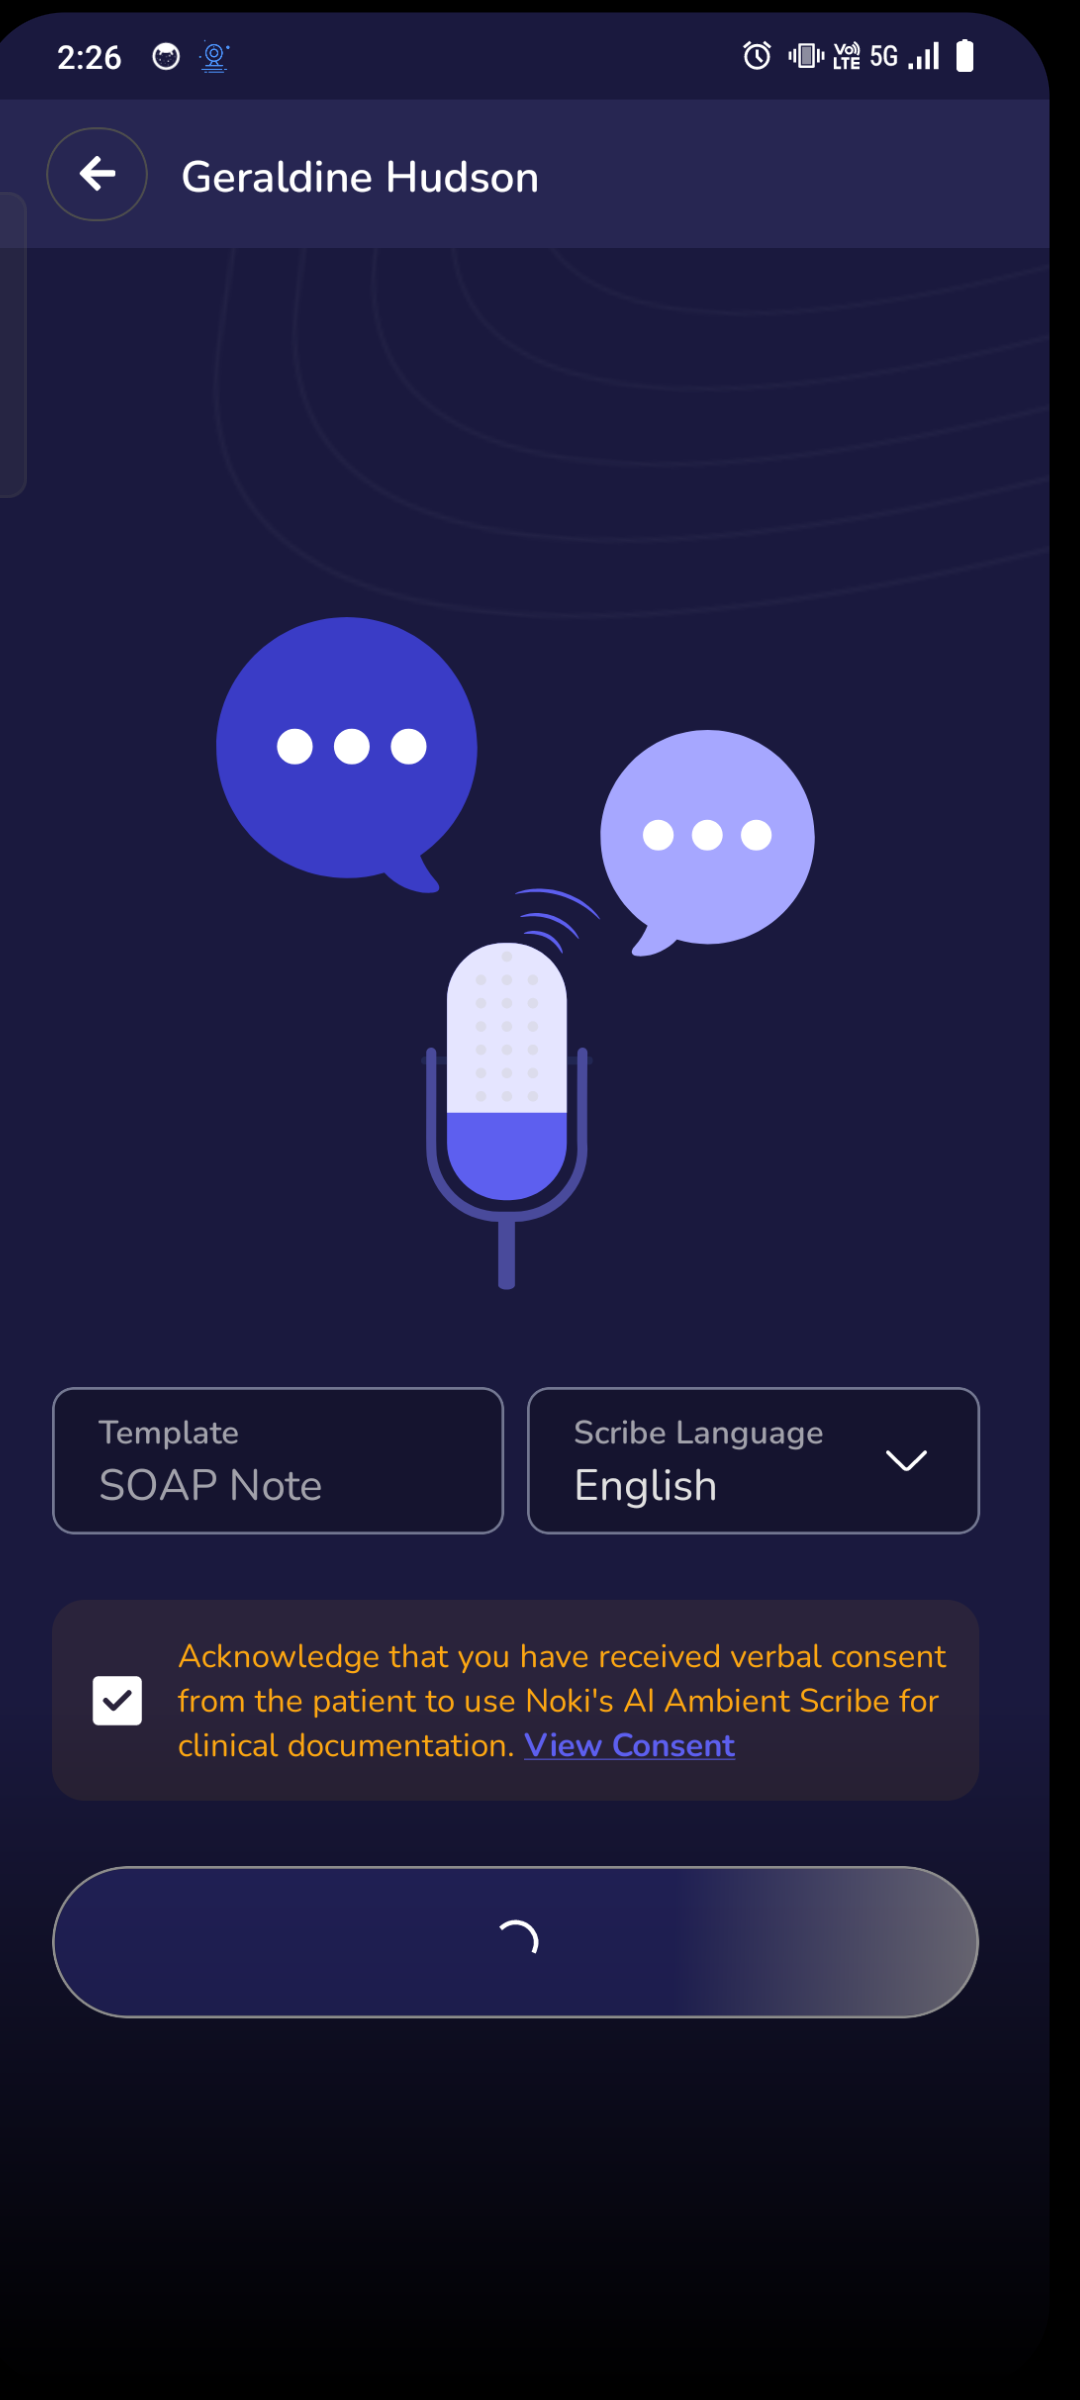 2:26
Vo) LTE 5G
Geraldine Hudson
Template
SOAP Note
Scribe Language
English
Acknowledge that you have received verbal consent
from the patient to use Noki's AI Ambient Scribe for
clinical documentation. View Consent